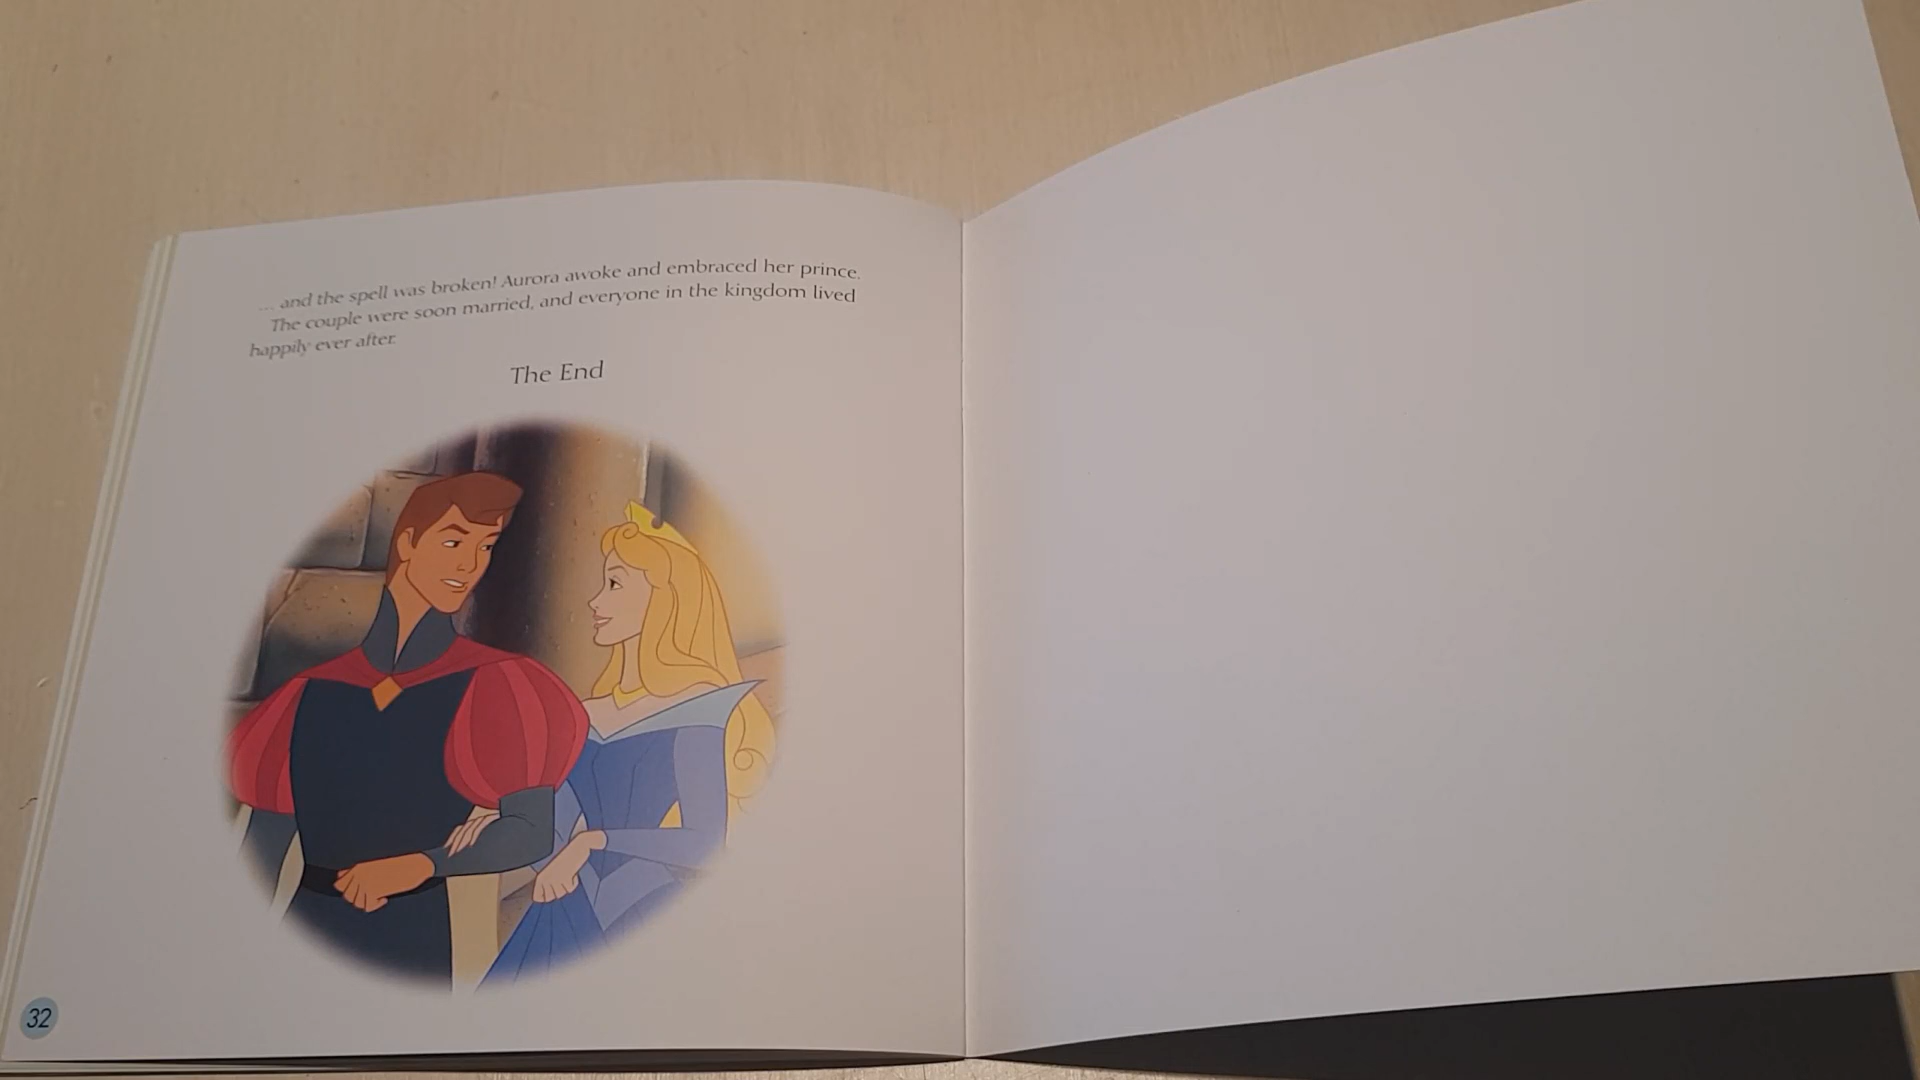 ... and the spell was broken! Aurora awoke and embraced her prince.
The couple were soon married, and everyone in the kingdom lived
happily ever after.
The End
32